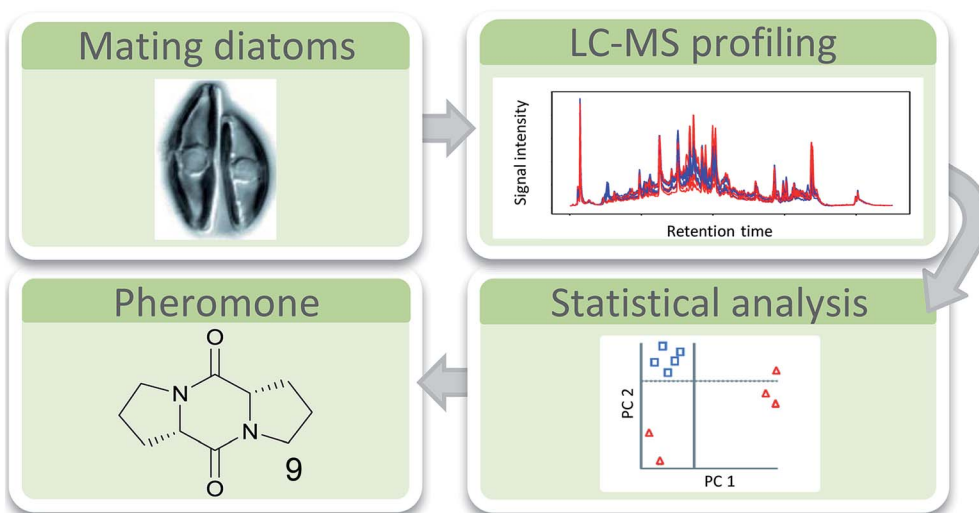 Mating diatoms
LC-MS profiling
Signal intensity
Retention time
Statistical analysis
PC 2
PC 1
Pheromone
O
N
N
O
9